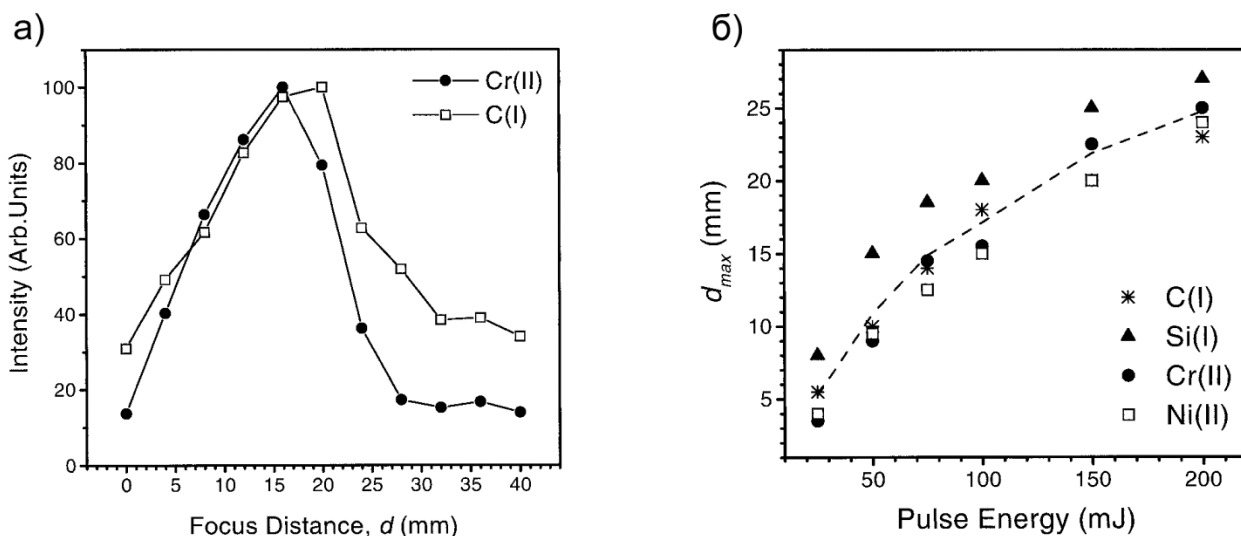 а)
Intensity (Arb.Units)
100
80
60
40
20
0
Cr(II)
C(I)
0 5 10 15 20 25 30 35 40
Focus Distance, d (mm)
б)
d_max (mm)
25
20
15
10
5
C(I)
Si(I)
Cr(II)
Ni(II)
50 100 150 200
Pulse Energy (mJ)